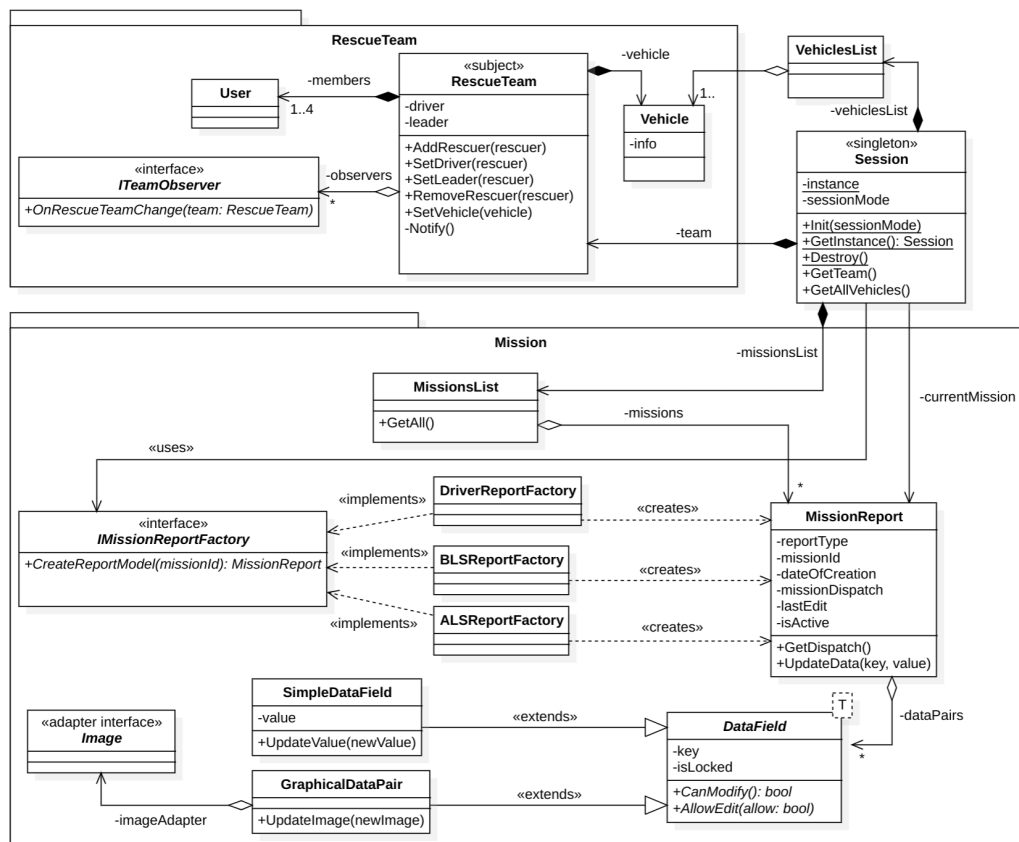 RescueTeam
«subject»
RescueTeam
-driver
-leader
+AddRescuer(rescuer)
+SetDriver(rescuer)
+SetLeader(rescuer)
+RemoveRescuer(rescuer)
+SetVehicle(vehicle)
-Notify()
-members
1..4
User
«interface»
ITeamObserver
+OnRescueTeamChange(team: RescueTeam)
-observers
*
-vehicle
Vehicle
-info
1..
VehiclesList
-vehiclesList
«singleton»
Session
-instance
-sessionMode
+Init(sessionMode)
+GetInstance(): Session
+Destroy()
+GetTeam()
+GetAllVehicles()
-team
Mission
-missionsList
MissionsList
+GetAll()
-missions
*
-currentMission
«uses»
«interface»
IMissionReportFactory
+CreateReportModel(missionId): MissionReport
«implements»
DriverReportFactory
«creates»
«implements»
BLSReportFactory
«creates»
«implements»
ALSReportFactory
«creates»
MissionReport
-reportType
-missionId
-dateOfCreation
-missionDispatch
-lastEdit
-isActive
+GetDispatch()
+UpdateData(key, value)
-dataPairs
*
SimpleDataField
-value
+UpdateValue(newValue)
«extends»
T
DataField
-key
-isLocked
+CanModify(): bool
+AllowEdit(allow: bool)
«adapter interface»
Image
-imageAdapter
GraphicalDataPair
+UpdateImage(newImage)
«extends»